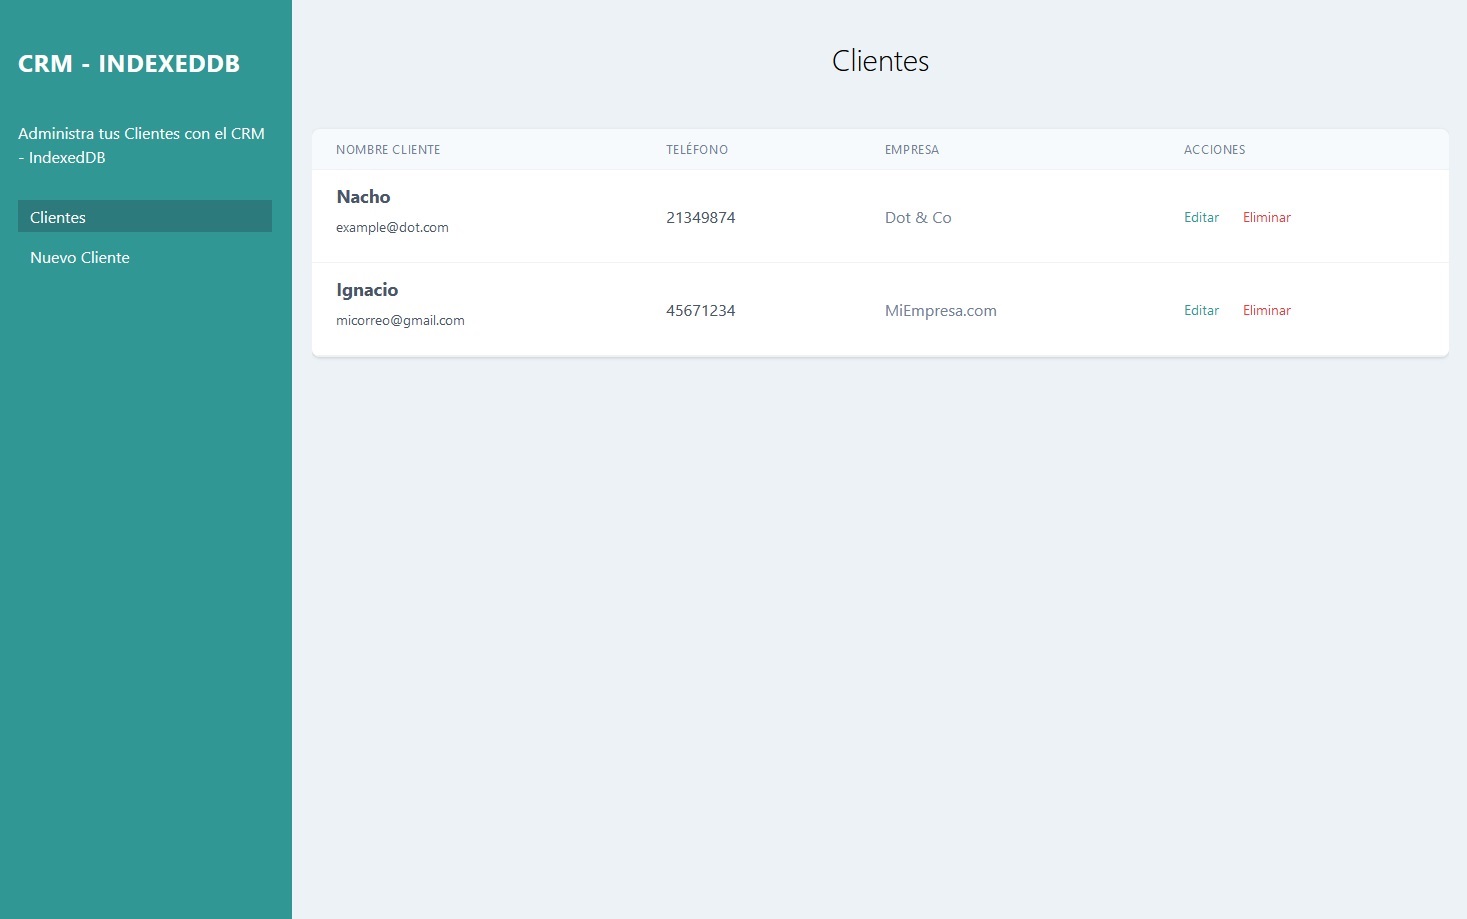 CRM - INDEXEDDB
Administra tus Clientes con el CRM
- IndexedDB
Clientes
Nuevo Cliente
Clientes
NOMBRE CLIENTE TELÉFONO EMPRESA ACCIONES
Nacho
example@dot.com
21349874 Dot & Co Editar Eliminar
Ignacio
micorreo@gmail.com
45671234 MiEmpresa.com Editar Eliminar